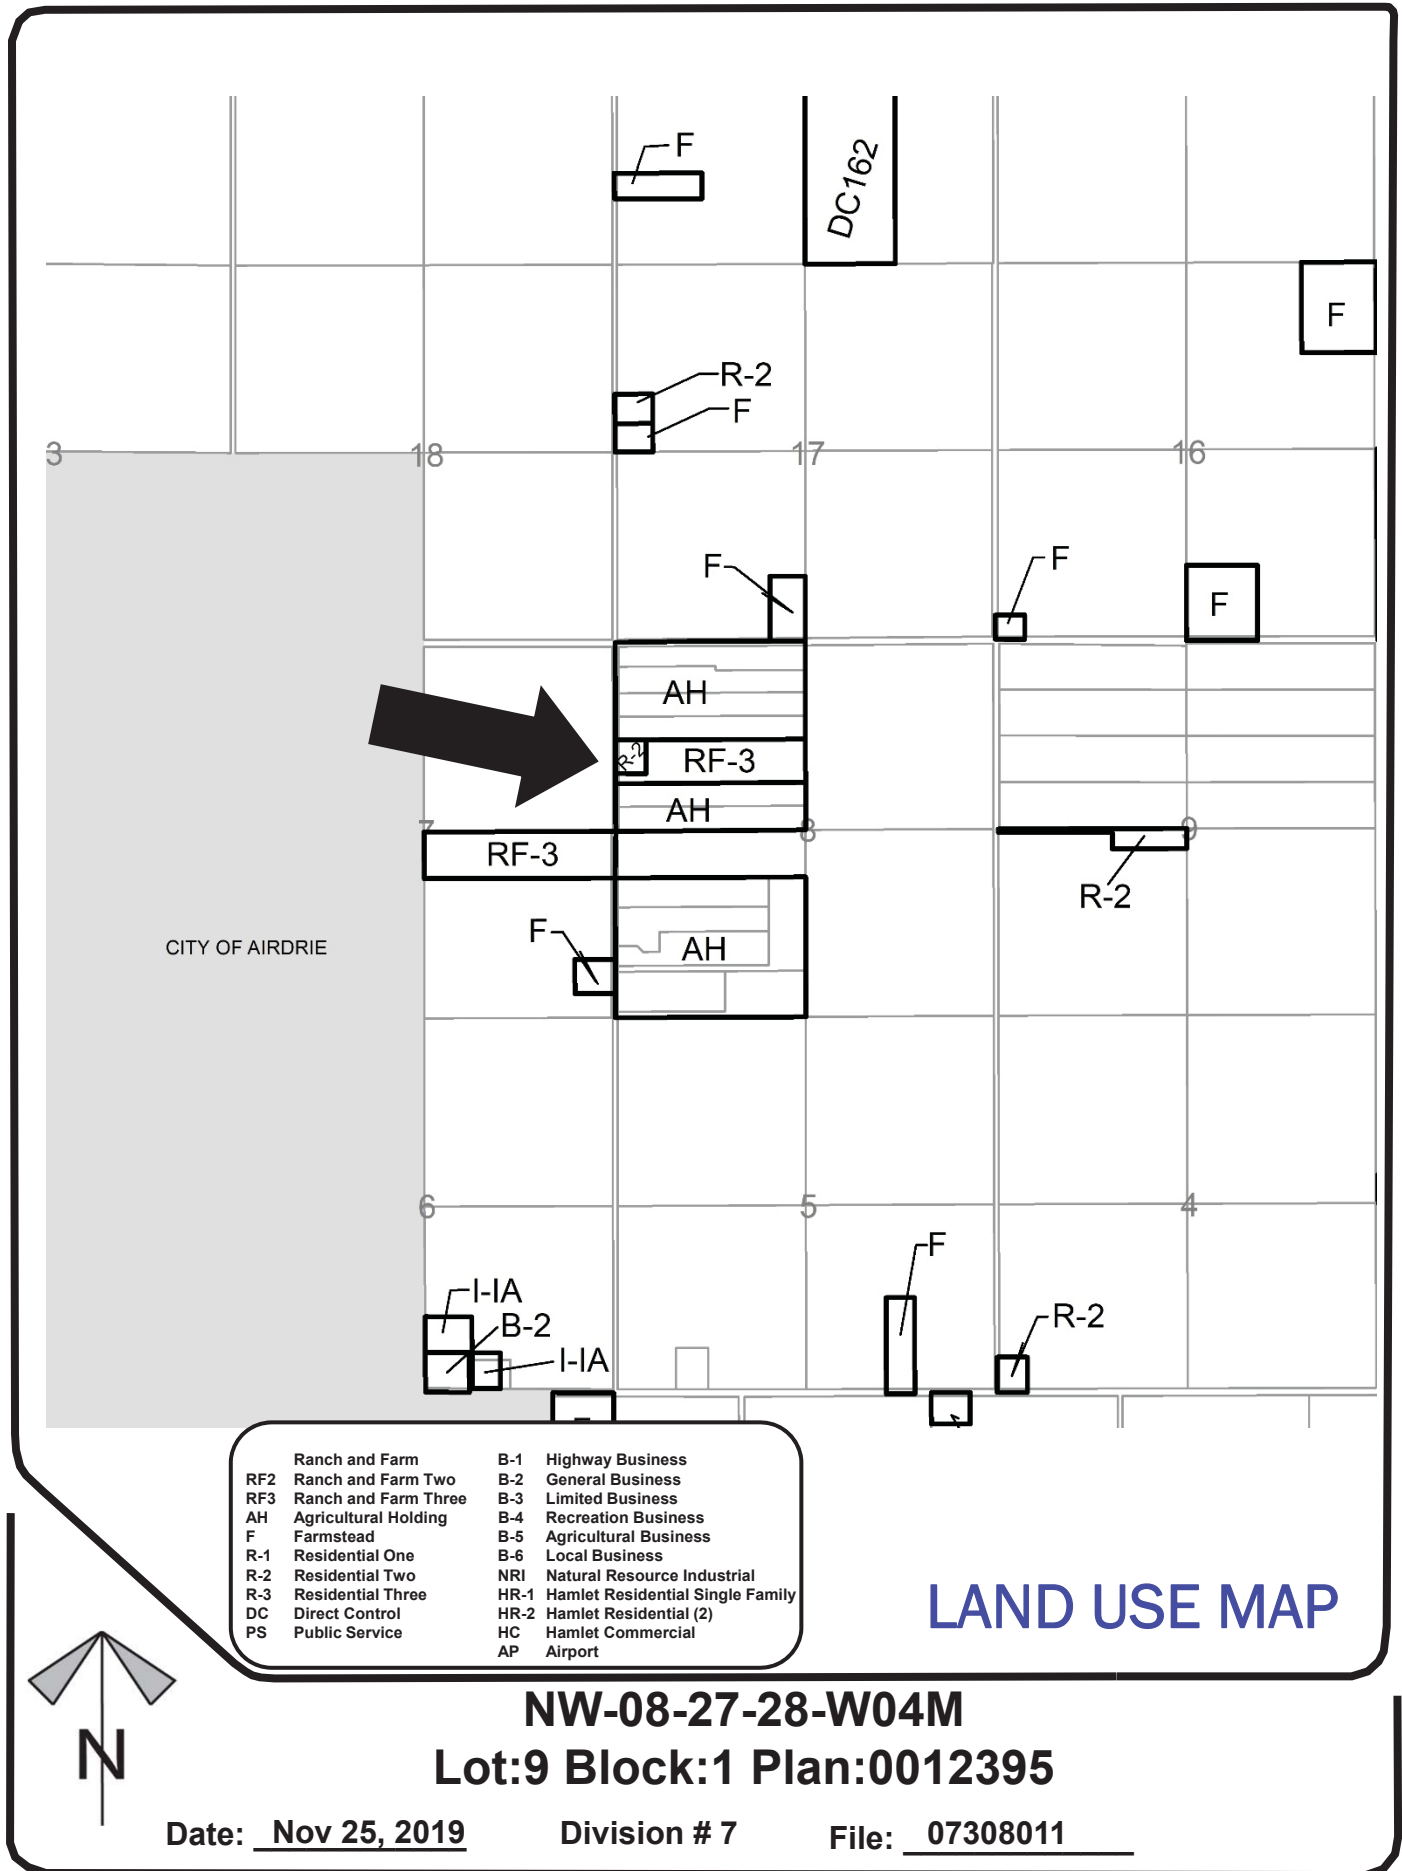 F
DC162
F
R-2
F
3
18
17
16
F
F
F
AH
R-2
RF-3
AH
7
8
9
RF-3
R-2
F
AH
CITY OF AIRDRIE
6
5
4
F
I-IA
B-2
R-2
I-IA
Ranch and Farm
RF2 Ranch and Farm Two
RF3 Ranch and Farm Three
AH Agricultural Holding
F Farmstead
R-1 Residential One
R-2 Residential Two
R-3 Residential Three
DC Direct Control
PS Public Service
B-1 Highway Business
B-2 General Business
B-3 Limited Business
B-4 Recreation Business
B-5 Agricultural Business
B-6 Local Business
NRI Natural Resource Industrial
HR-1 Hamlet Residential Single Family
HR-2 Hamlet Residential (2)
HC Hamlet Commercial
AP Airport
LAND USE MAP
N
NW-08-27-28-W04M
Lot:9 Block:1 Plan:0012395
Date: Nov 25, 2019 Division # 7 File: 07308011